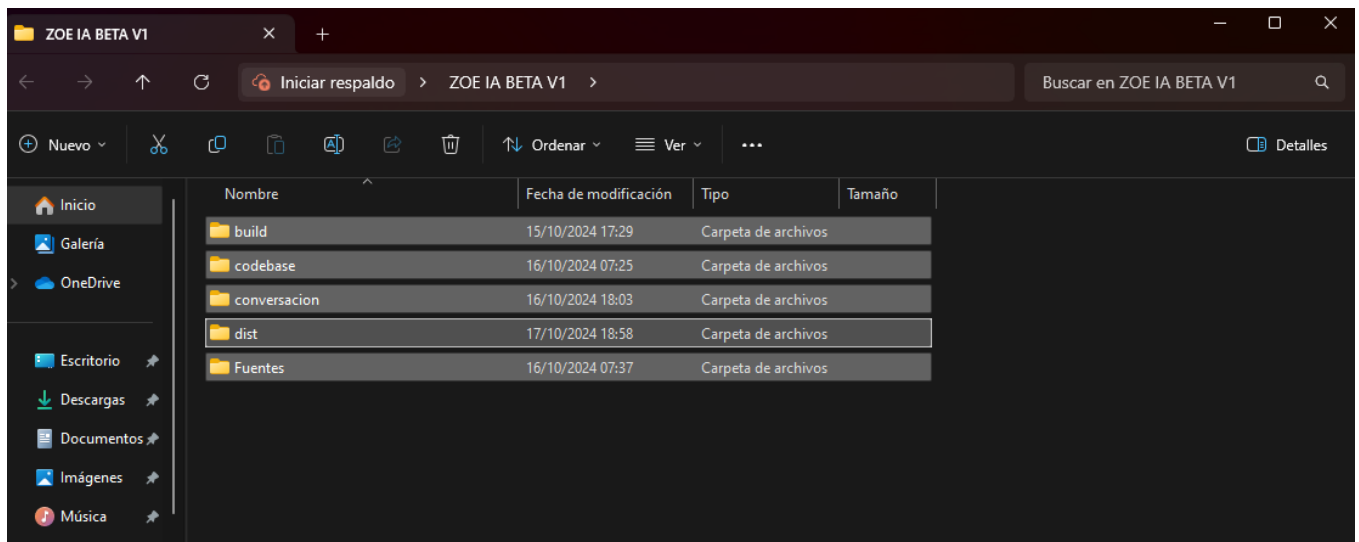 ZOE IA BETA V1
Iniciar respaldo > ZOE IA BETA V1 >
Buscar en ZOE IA BETA V1
Nuevo
Ordenar
Ver
Detalles
Inicio
Galería
OneDrive
Escritorio
Descargas
Documentos
Imágenes
Música
Nombre Fecha de modificación Tipo Tamaño
build 15/10/2024 17:29 Carpeta de archivos
codebase 16/10/2024 07:25 Carpeta de archivos
conversacion 16/10/2024 18:03 Carpeta de archivos
dist 17/10/2024 18:58 Carpeta de archivos
Fuentes 16/10/2024 07:37 Carpeta de archivos